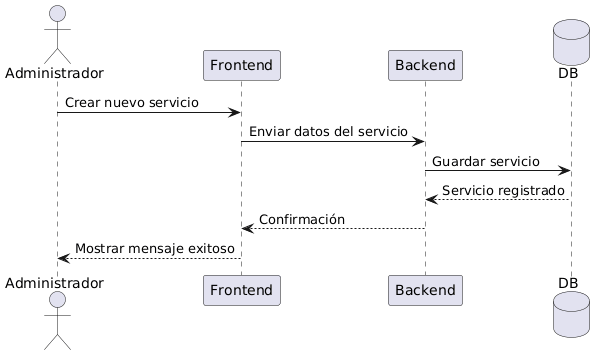 Administrador
Frontend
Backend
DB
Crear nuevo servicio
Enviar datos del servicio
Guardar servicio
Servicio registrado
Confirmación
Mostrar mensaje exitoso
Administrador
Frontend
Backend
DB